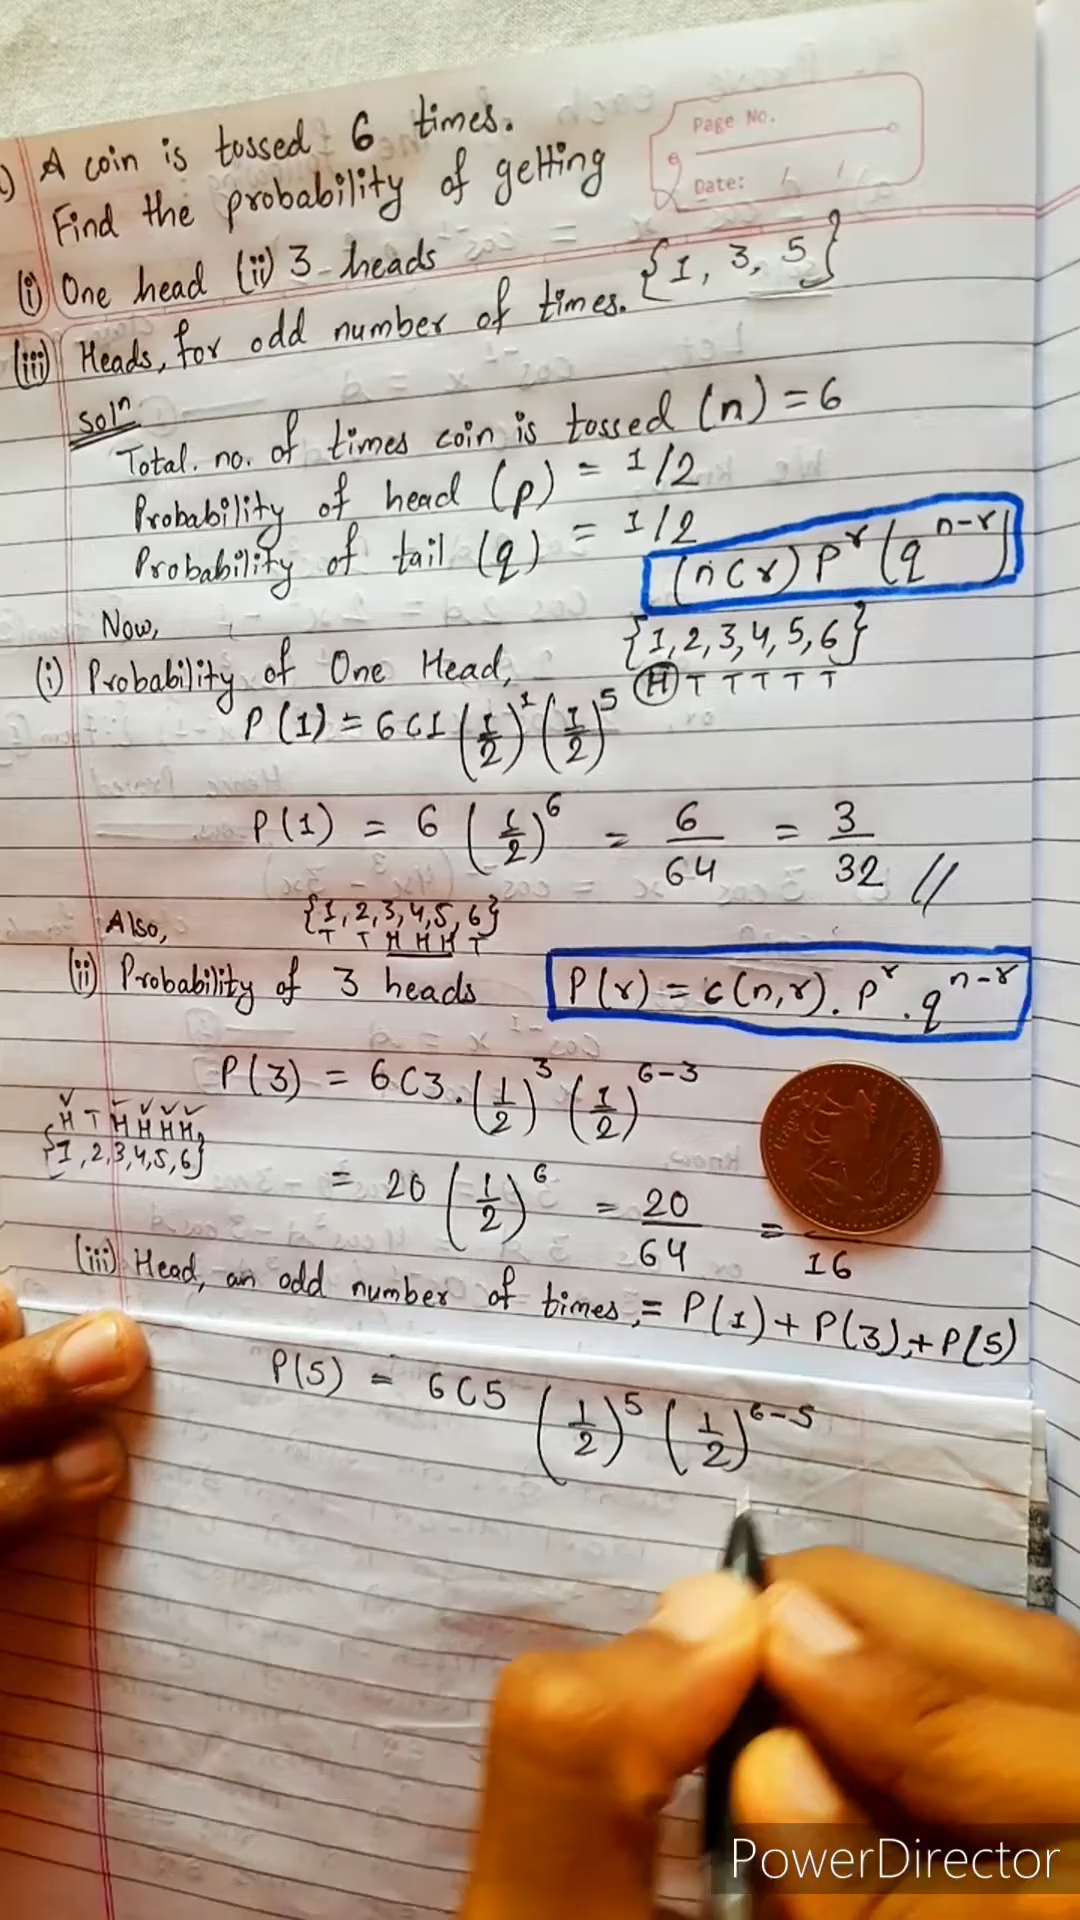 A coin is tossed 6 times.
Find the probability of getting
(i) One head (ii) 3 heads
(iii) Heads, for odd number of times. {1, 3, 5}
Page No.
Date:
Solⁿ
Total. no. of times coin is tossed (n) = 6
Probability of head (p) = 1/2
Probability of tail (q) = 1/2
(nCr) P^r (q^n-r)
Now,
{1,2,3,4,5,6}
(i) Probability of One Head, H T T T T T
P(1) = 6C1 (1/2)^1 (1/2)^5
P(1) = 6 (1/2)^6 = 6/64 = 3/32 //
Also, {1,2,3,4,5,6}
T T H H H T
(ii) Probability of 3 heads
P(r) = c(n,r). P^r . q^n-r
P(3) = 6C3 . (1/2)^3 (1/2)^6-3
H T H H H H
{1,2,3,4,5,6}
= 20 (1/2)^6 = 20/64 = /16
(iii) Head, an odd number of times, = P(1) + P(3) + P(5)
P(5) = 6C5 (1/2)^5 (1/2)^6-5
PowerDirector